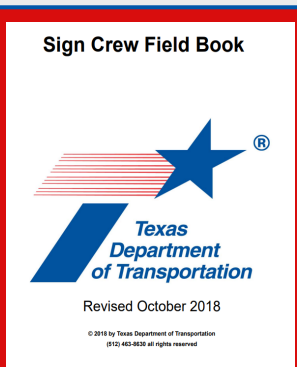 Sign Crew Field Book
®
Texas
Department
of Transportation
Revised October 2018
© 2018 by Texas Department of Transportation
(512) 463-8630 all rights reserved